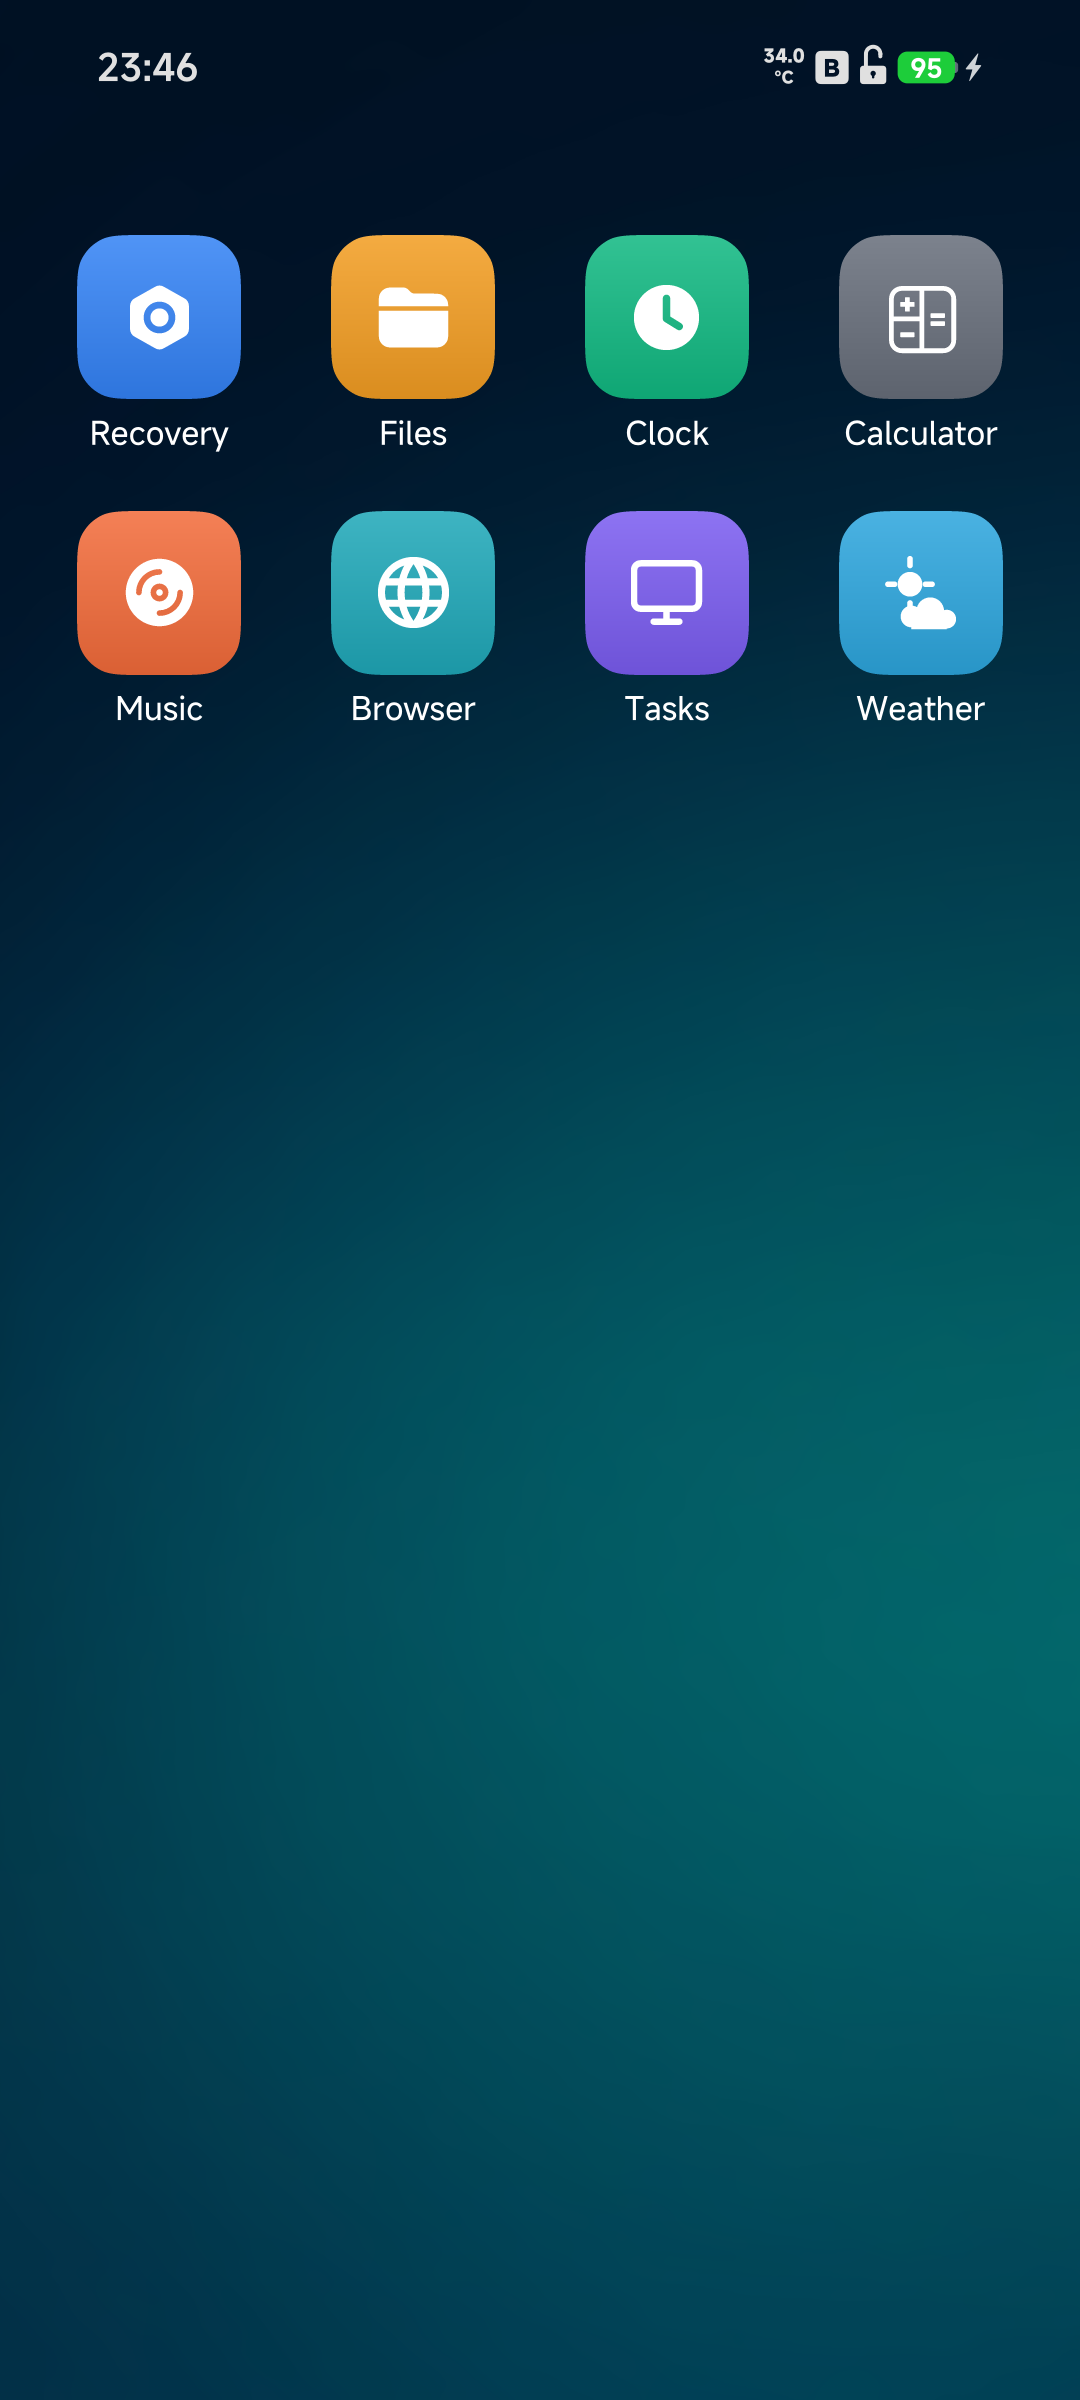 23:46
34.0
°C
B
95
Recovery
Files
Clock
Calculator
Music
Browser
Tasks
Weather